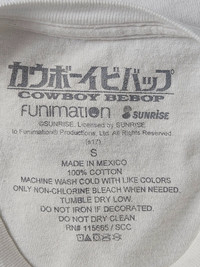 カウボーイビバップ
COWBOY BEBOP
FUNIMATION SUNRISE
©SUNRISE. Licensed by SUNRISE
to Funimation® Productions, Ltd. All Rights Reserved.
(s17)
S
MADE IN MEXICO
100% COTTON
MACHINE WASH COLD WITH LIKE COLORS
ONLY NON-CHLORINE BLEACH WHEN NEEDED.
TUMBLE DRY LOW.
DO NOT IRON IF DECORATED.
DO NOT DRY CLEAN.
RN# 115665 / SCC